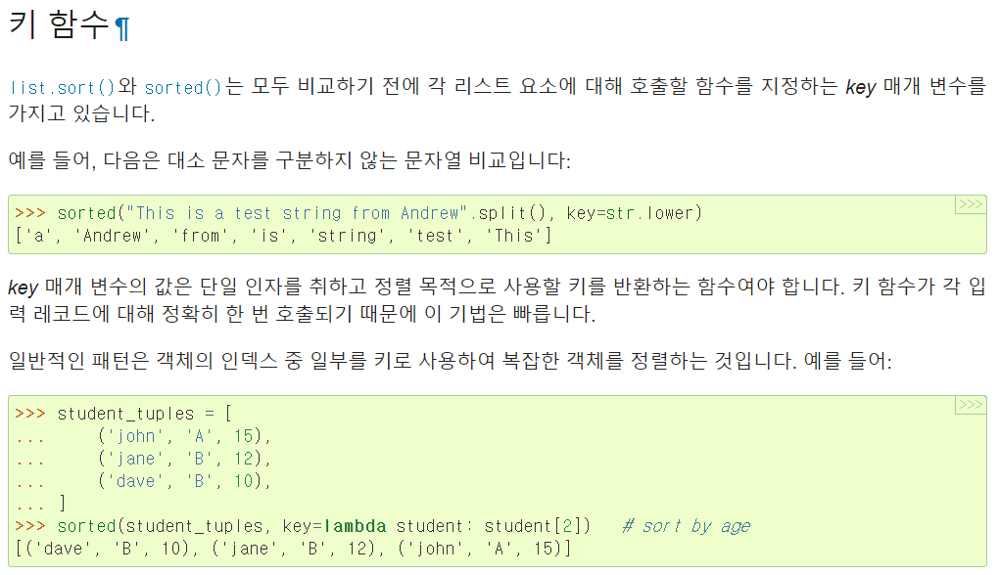 키 함수¶
list.sort()와 sorted()는 모두 비교하기 전에 각 리스트 요소에 대해 호출할 함수를 지정하는 key 매개 변수를
가지고 있습니다.
예를 들어, 다음은 대소 문자를 구분하지 않는 문자열 비교입니다:
>>>
>>> sorted("This is a test string from Andrew".split(), key=str.lower)
['a', 'Andrew', 'from', 'is', 'string', 'test', 'This']
key 매개 변수의 값은 단일 인자를 취하고 정렬 목적으로 사용할 키를 반환하는 함수여야 합니다. 키 함수가 각 입
력 레코드에 대해 정확히 한 번 호출되기 때문에 이 기법은 빠릅니다.
일반적인 패턴은 객체의 인덱스 중 일부를 키로 사용하여 복잡한 객체를 정렬하는 것입니다. 예를 들어:
>>>
>>> student_tuples = [
...     ('john', 'A', 15),
...     ('jane', 'B', 12),
...     ('dave', 'B', 10),
... ]
>>> sorted(student_tuples, key=lambda student: student[2])   # sort by age
[('dave', 'B', 10), ('jane', 'B', 12), ('john', 'A', 15)]